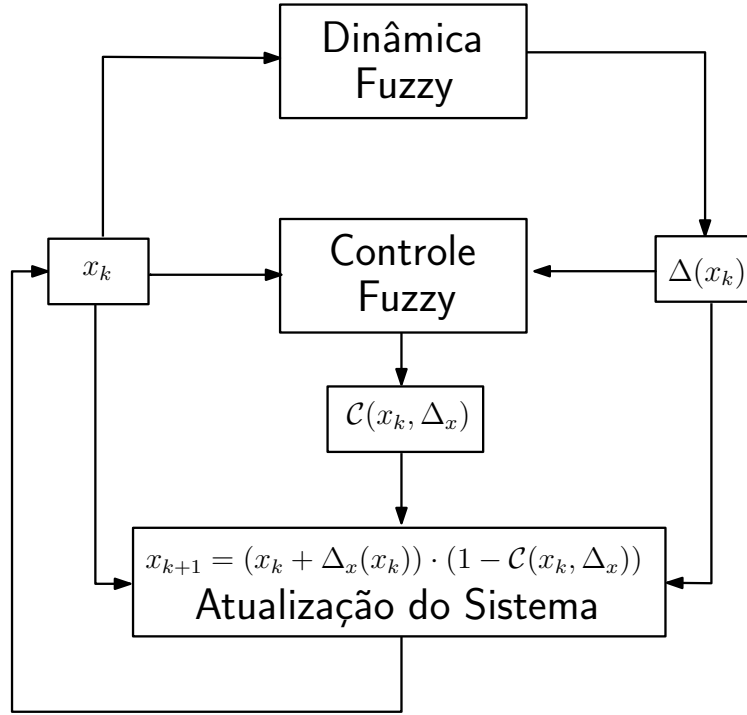 Dinâmica
Fuzzy
x_k
Controle
Fuzzy
Δ(x_k)
𝒞(x_k, Δ_x)
x_{k+1} = (x_k + Δ_x(x_k)) · (1 − 𝒞(x_k, Δ_x))
Atualização do Sistema